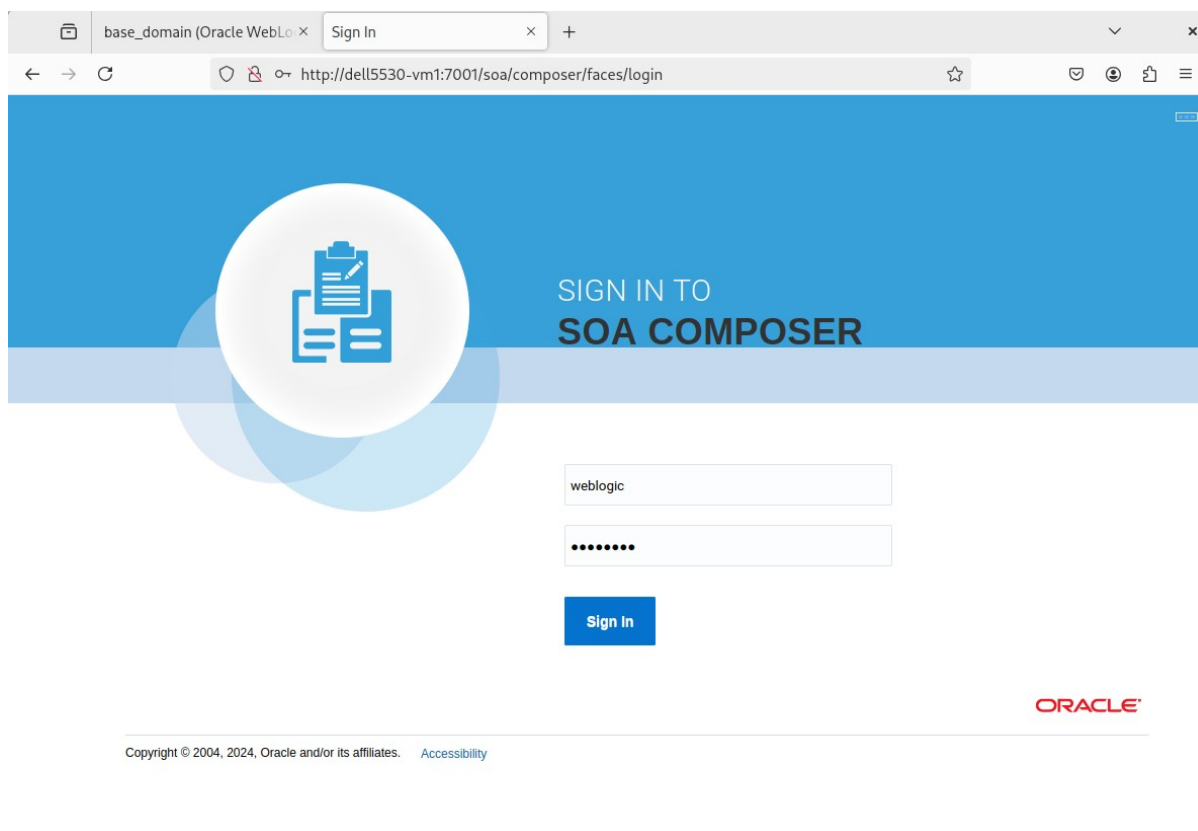 base_domain (Oracle WebLo
Sign In
http://dell5530-vm1:7001/soa/composer/faces/login
SIGN IN TO
SOA COMPOSER
weblogic
••••••••
Sign In
ORACLE
Copyright © 2004, 2024, Oracle and/or its affiliates. Accessibility